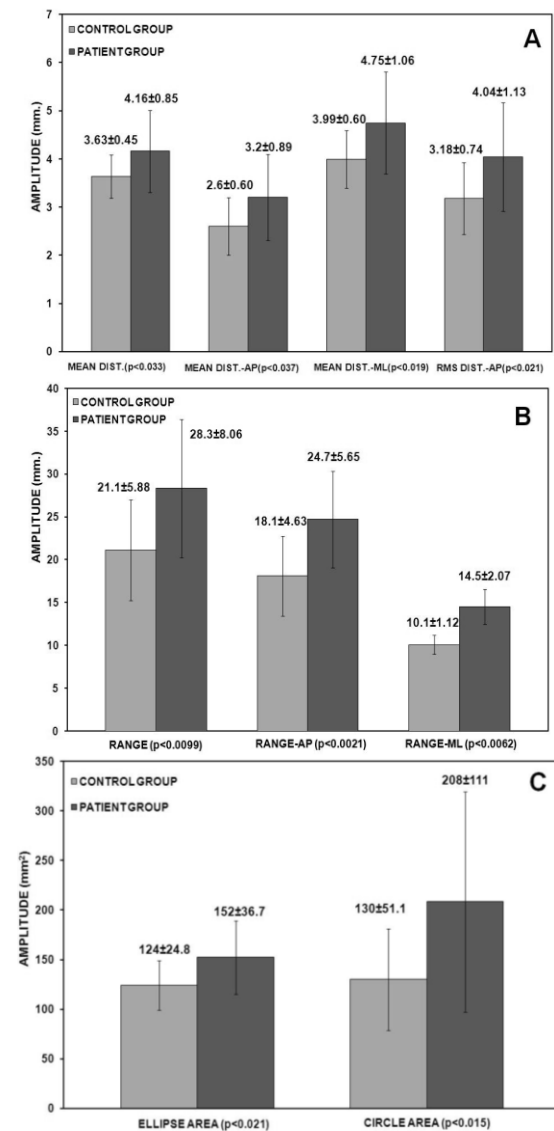 7
CONTROL GROUP
A
PATIENT GROUP
6
4.75±1.06
4.16±0.85
4.04±1.13
5
3.99±0.60
3.63±0.45
3.2±0.89
3.18±0.74
4
2.6±0.60
3
2
1
0
AMPLITUDE (mm.)
MEAN DIST.(p<0.033) MEAN DIST.-AP(p<0.037) MEAN DIST.-ML(p<0.019) RMS DIST.-AP(p<0.021)
40
CONTROL GROUP
B
35
PATIENT GROUP
28.3±8.06
30
24.7±5.65
21.1±5.88
25
18.1±4.63
20
14.5±2.07
15
10.1±1.12
10
5
0
AMPLITUDE (mm.)
RANGE (p<0.0099) RANGE-AP (p<0.0021) RANGE-ML (p<0.0062)
350
CONTROL GROUP
C
208±111
PATIENT GROUP
300
250
200
152±36.7
130±51.1
124±24.8
150
100
50
0
AMPLITUDE (mm²)
ELLIPSE AREA (p<0.021) CIRCLE AREA (p<0.015)